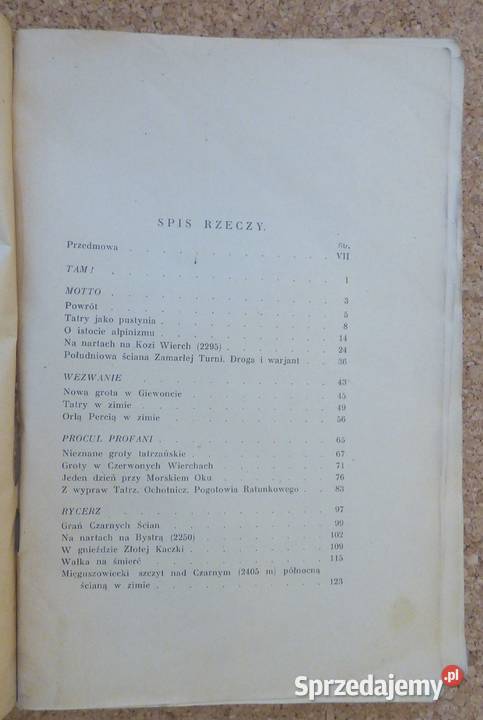 SPIS RZECZY.
Str.
Przedmowa . . . . . . . . . VII
TAM! . . . . . . . . . 1
MOTTO . . . . . . . . . 3
Powrót . . . . . . . . . 5
Tatry jako pustynia . . . . . . . . . 8
O istocie alpinizmu . . . . . . . . . 14
Na nartach na Kozi Wierch (2295) . . . . . . 24
Południowa ściana Zamarłej Turni. Droga i warjant . . 36
WEZWANIE . . . . . . . . . 43
Nowa grota w Giewoncie . . . . . . . . 45
Tatry w zimie . . . . . . . . . 49
Orlą Percią w zimie . . . . . . . . . 56
PROCUL PROFANI . . . . . . . . . 65
Nieznane groty tatrzańskie . . . . . . . . 67
Groty w Czerwonych Wierchach . . . . . . . 71
Jeden dzień przy Morskiem Oku . . . . . . . 76
Z wypraw Tatrz. Ochotnicz. Pogotowia Ratunkowego . . 83
RYCERZ . . . . . . . . . 97
Grań Czarnych Ścian . . . . . . . . . 99
Na nartach na Bystrą (2250) . . . . . . . 102
W gnieździe Złotej Kaczki . . . . . . . . 109
Walka na śmierć . . . . . . . . . 115
Mięguszowiecki szczyt nad Czarnym (2405 m) północną
ścianą w zimie . . . . . . . . . 123
Sprzedajemy.pl